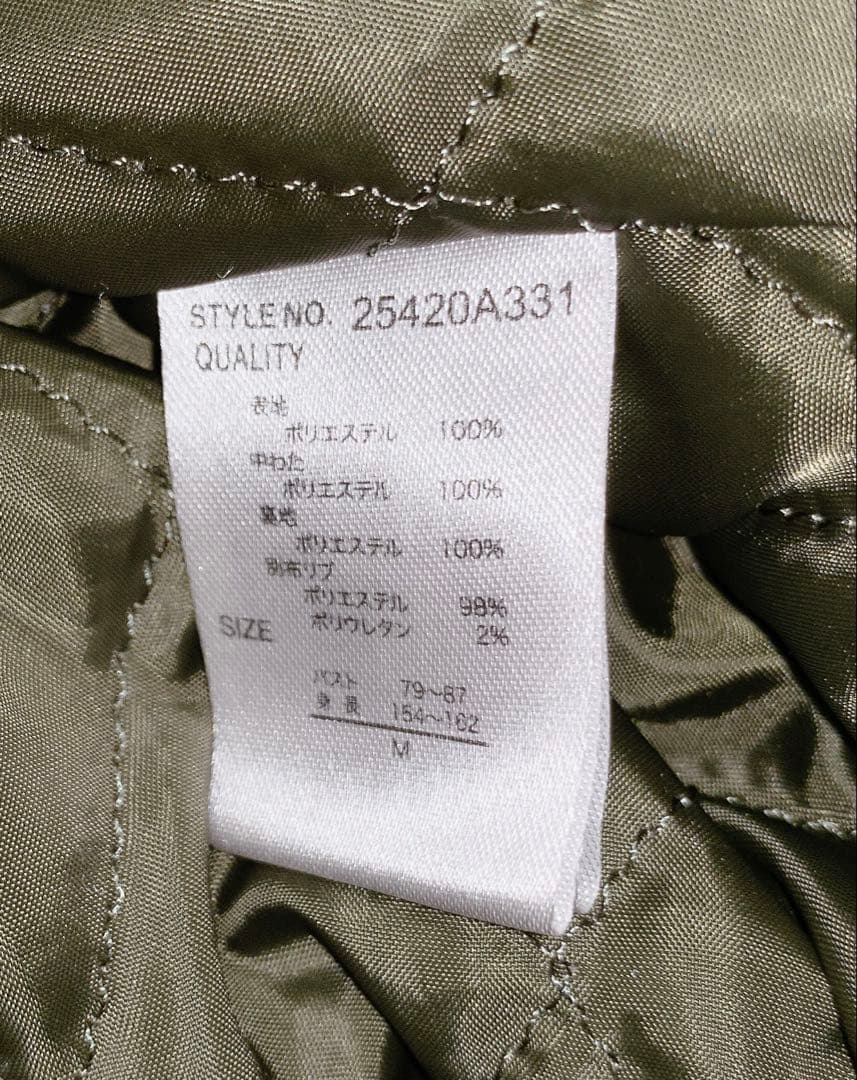 STYLE NO. 25420A331
QUALITY
表地
ポリエステル 100%
中わた
ポリエステル 100%
裏地
ポリエステル 100%
別布リブ
ポリエステル 98%
ポリウレタン 2%
SIZE
バスト 79～87
身長 154～162
M